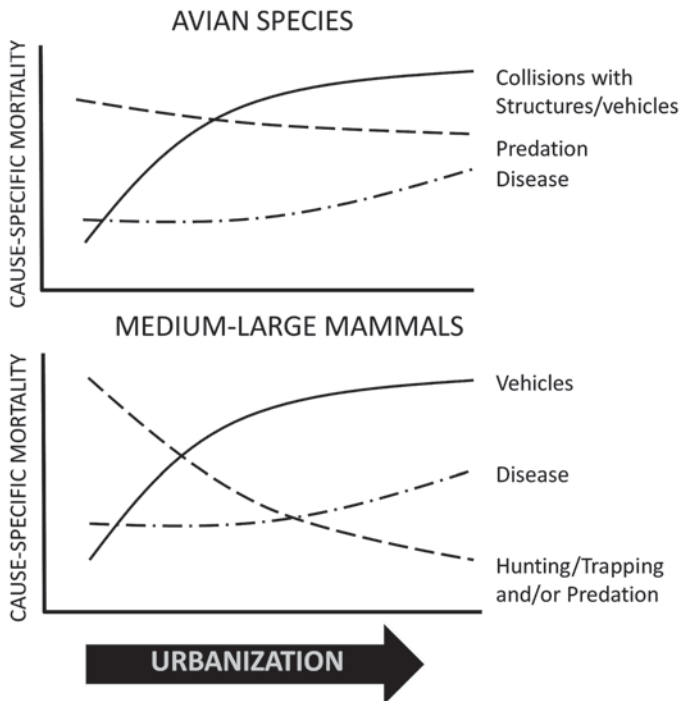 AVIAN SPECIES
CAUSE-SPECIFIC MORTALITY
Collisions with
Structures/vehicles
Predation
Disease
MEDIUM-LARGE MAMMALS
CAUSE-SPECIFIC MORTALITY
Vehicles
Disease
Hunting/Trapping
and/or Predation
URBANIZATION